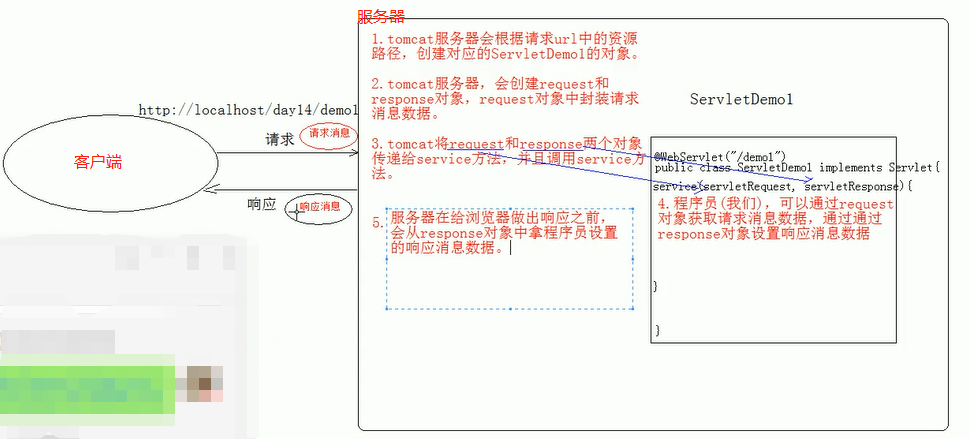 服务器
1.tomcat服务器会根据请求url中的资源
路径，创建对应的ServletDemo1的对象。
2.tomcat服务器，会创建request和
response对象，request对象中封装请求
消息数据。
3.tomcat将request和response两个对象
传递给service方法，并且调用service方
法。
5.
服务器在给浏览器做出响应之前，
会从response对象中拿程序员设置
的响应消息数据。
http://localhost/day14/demo1
请求
请求消息
客户端
响应
响应消息
ServletDemo1
@WebServlet("/demo1")
public class ServletDemo1 implements Servlet{
service(servletRequest, servletResponse){
4.程序员(我们)，可以通过request
对象获取请求消息数据，通过通过
response对象设置响应消息数据
}
}